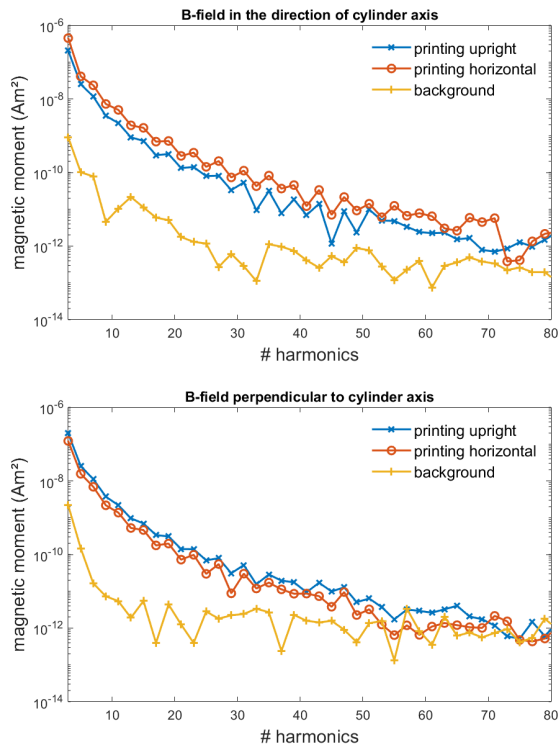 B-field in the direction of cylinder axis
10⁻⁶
10⁻⁸
10⁻¹⁰
10⁻¹²
10⁻¹⁴
magnetic moment (Am²)
printing upright
printing horizontal
background
10 20 30 40 50 60 70 80
# harmonics
B-field perpendicular to cylinder axis
10⁻⁶
10⁻⁸
10⁻¹⁰
10⁻¹²
10⁻¹⁴
magnetic moment (Am²)
printing upright
printing horizontal
background
10 20 30 40 50 60 70 80
# harmonics